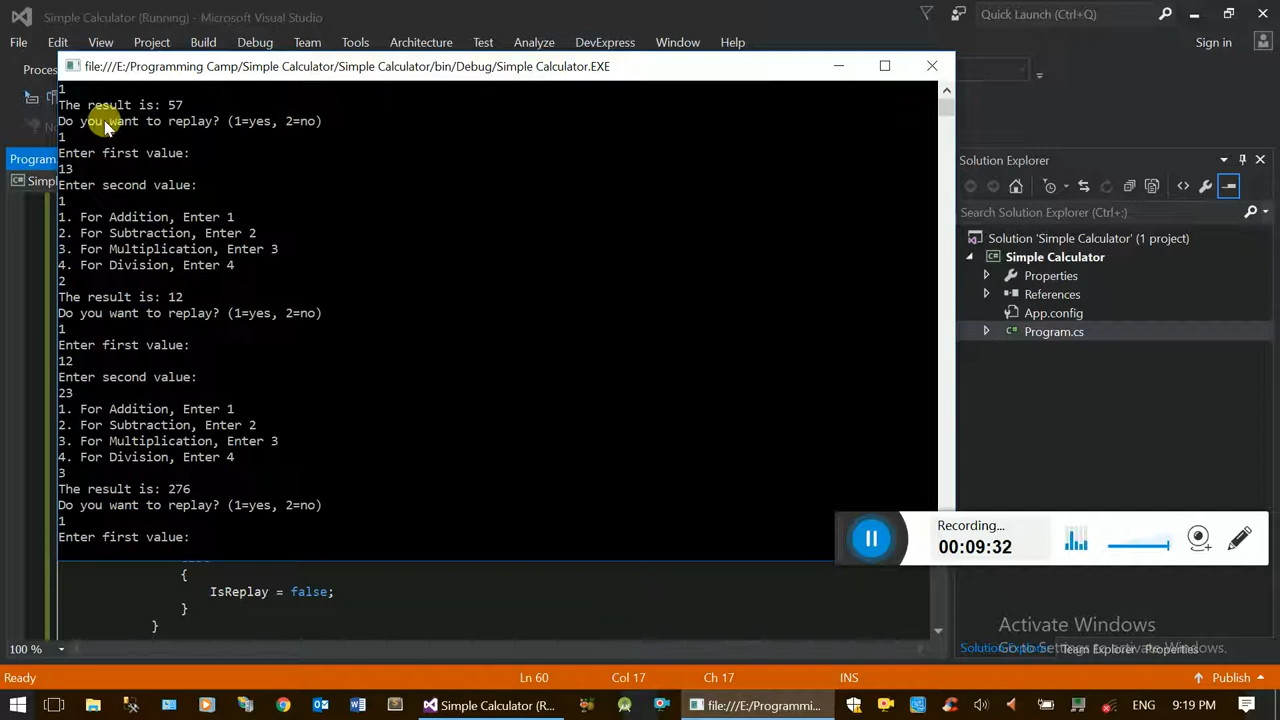 Simple Calculator (Running) - Microsoft Visual Studio
Quick Launch (Ctrl+Q)
File Edit View Project Build Debug Team Tools Architecture Test Analyze DevExpress Window Help
Sign in
file:///E:/Programming Camp/Simple Calculator/Simple Calculator/bin/Debug/Simple Calculator.EXE
Proces
1
The result is: 57
Do you want to replay? (1=yes, 2=no)
1
Enter first value:
13
Enter second value:
1
1. For Addition, Enter 1
2. For Subtraction, Enter 2
3. For Multiplication, Enter 3
4. For Division, Enter 4
2
The result is: 12
Do you want to replay? (1=yes, 2=no)
1
Enter first value:
12
Enter second value:
23
1. For Addition, Enter 1
2. For Subtraction, Enter 2
3. For Multiplication, Enter 3
4. For Division, Enter 4
3
The result is: 276
Do you want to replay? (1=yes, 2=no)
1
Enter first value:
Program.
Simpl
{
IsReplay = false;
}
}
100 %
Solution Explorer
Search Solution Explorer (Ctrl+;)
Solution 'Simple Calculator' (1 project)
Simple Calculator
Properties
References
App.config
Program.cs
Recording...
00:09:32
Activate Windows
Go to Settings to activate Windows.
Solution Explorer Team Explorer Properties
Ready
Ln 60
Col 17
Ch 17
INS
Publish
Simple Calculator (R...
file:///E:/Programmi...
ENG
9:19 PM